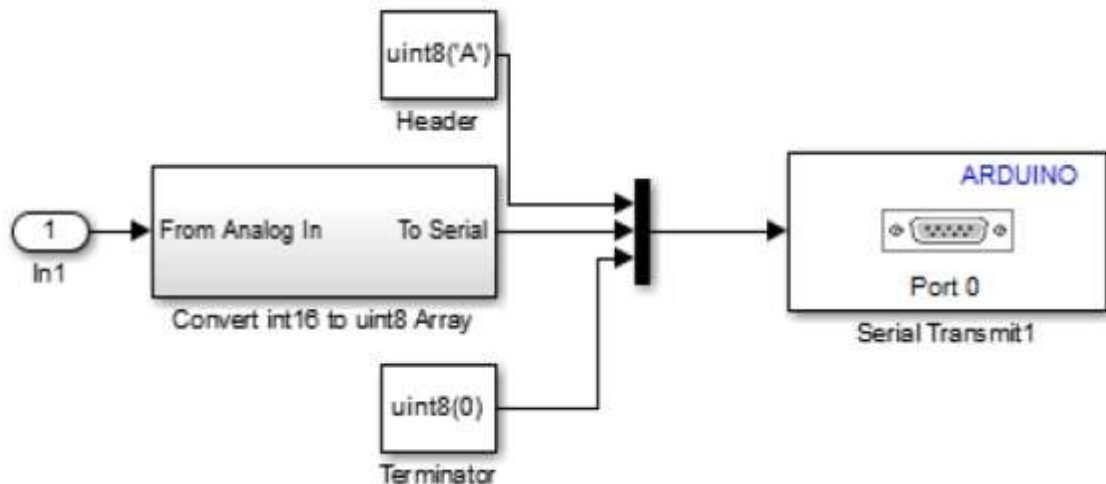 uint8('A')
Header
ARDUINO
1
From Analog In
To Serial
In1
Port 0
Convert int16 to uint8 Array
Serial Transmit1
uint8(0)
Terminator